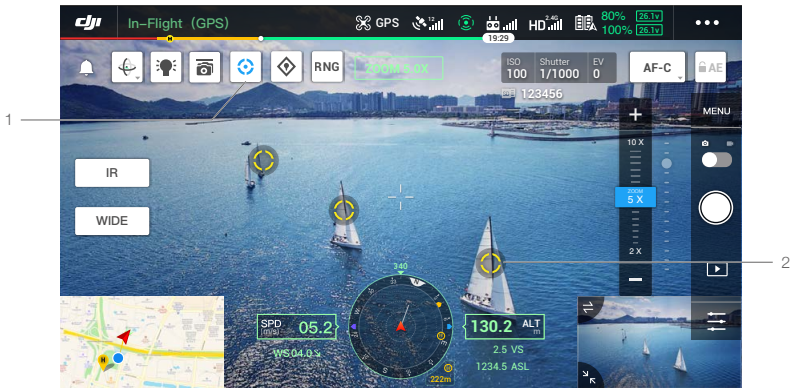 dji In-Flight (GPS) GPS 12 HD 2.4G 80% 26.1v
100% 26.1v
H 19:29
RNG ZOOM 5.0X ISO 100 Shutter 1/1000 EV 0 AF-C AE
123456
1
MENU
10 X
IR
ZOOM
5 X
WIDE
2 X
2
340
N
SPD (m/s) 05.2
WS 04.0
130.2 ALT m
2.5 VS
1234.5 ASL
222m
H